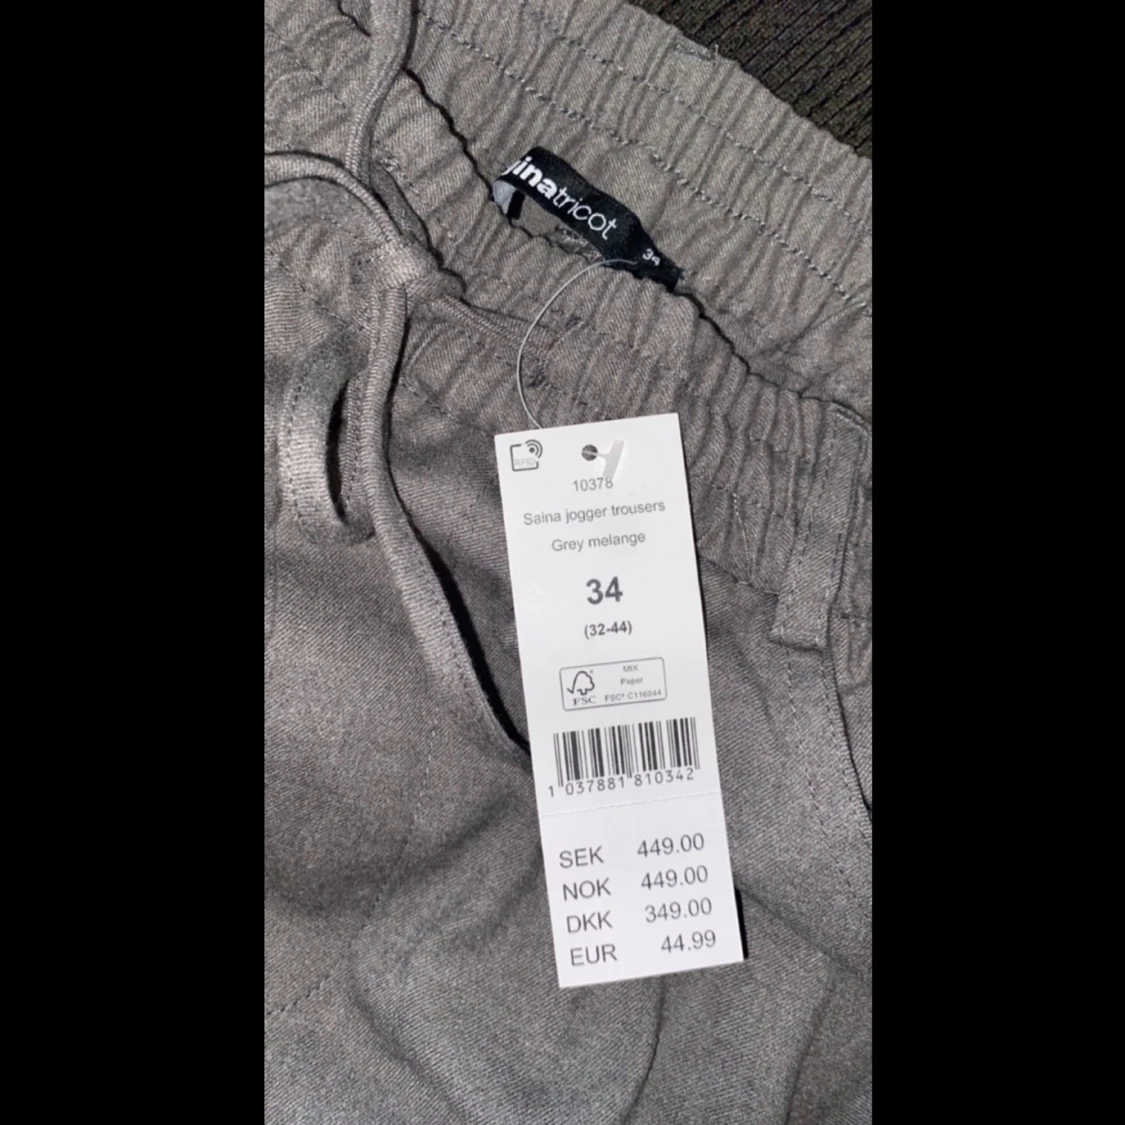 ginatricot
34
RFID
10378
Saina jogger trousers
Grey melange
34
(32-44)
FSC
MIX
Paper
FSC® C116844
1 037881 810342
SEK 449.00
NOK 449.00
DKK 349.00
EUR 44.99